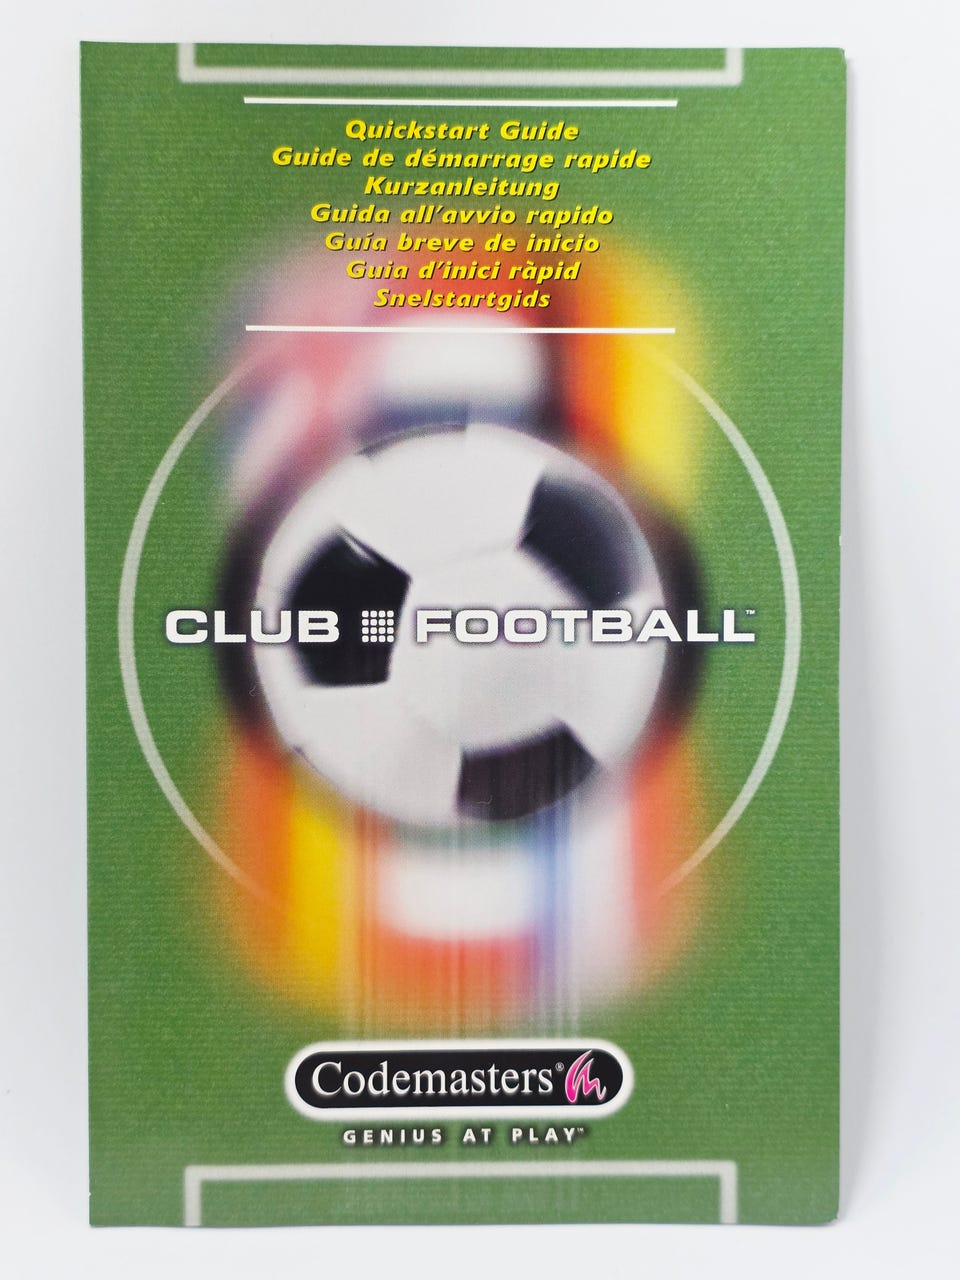 Quickstart Guide
Guide de démarrage rapide
Kurzanleitung
Guida all'avvio rapido
Guía breve de inicio
Guia d'inici ràpid
Snelstartgids
CLUB FOOTBALL™
Codemasters®
GENIUS AT PLAY™